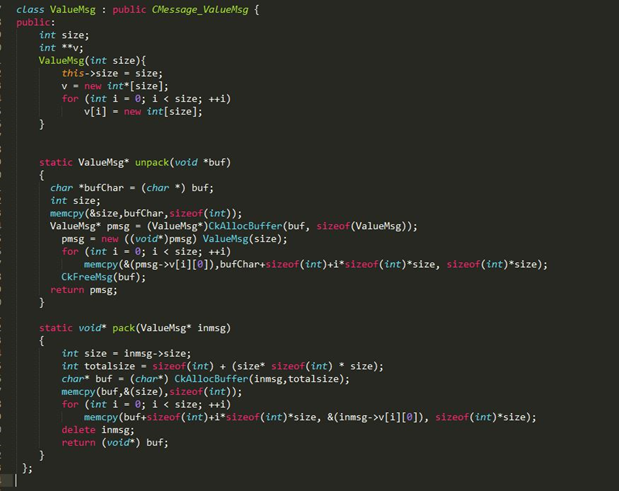 class ValueMsg : public CMessage_ValueMsg {
public:
    int size;
    int **v;
    ValueMsg(int size){
        this->size = size;
        v = new int*[size];
        for (int i = 0; i < size; ++i)
            v[i] = new int[size];
    }
    static ValueMsg* unpack(void *buf)
    {
      char *bufChar = (char *) buf;
      int size;
      memcpy(&size,bufChar,sizeof(int));
      ValueMsg* pmsg = (ValueMsg*)CkAllocBuffer(buf, sizeof(ValueMsg));
        pmsg = new ((void*)pmsg) ValueMsg(size);
        for (int i = 0; i < size; ++i)
            memcpy(&(pmsg->v[i][0]),bufChar+sizeof(int)+i*sizeof(int)*size, sizeof(int)*size);
        CkFreeMsg(buf);
      return pmsg;
    }
    static void* pack(ValueMsg* inmsg)
    {
        int size = inmsg->size;
        int totalsize = sizeof(int) + (size* sizeof(int) * size);
        char* buf = (char*) CkAllocBuffer(inmsg,totalsize);
        memcpy(buf,&(size),sizeof(int));
        for (int i = 0; i < size; ++i)
            memcpy(buf+sizeof(int)+i*sizeof(int)*size, &(inmsg->v[i][0]), sizeof(int)*size);
        delete inmsg;
        return (void*) buf;
    }
 };